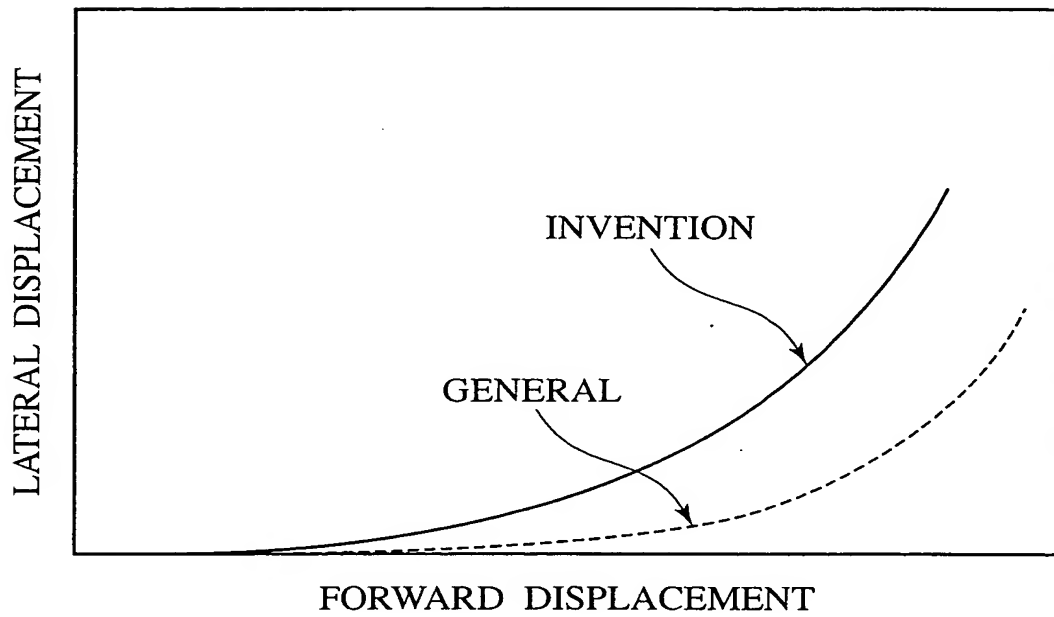 LATERAL DISPLACEMENT
INVENTION
GENERAL
FORWARD DISPLACEMENT